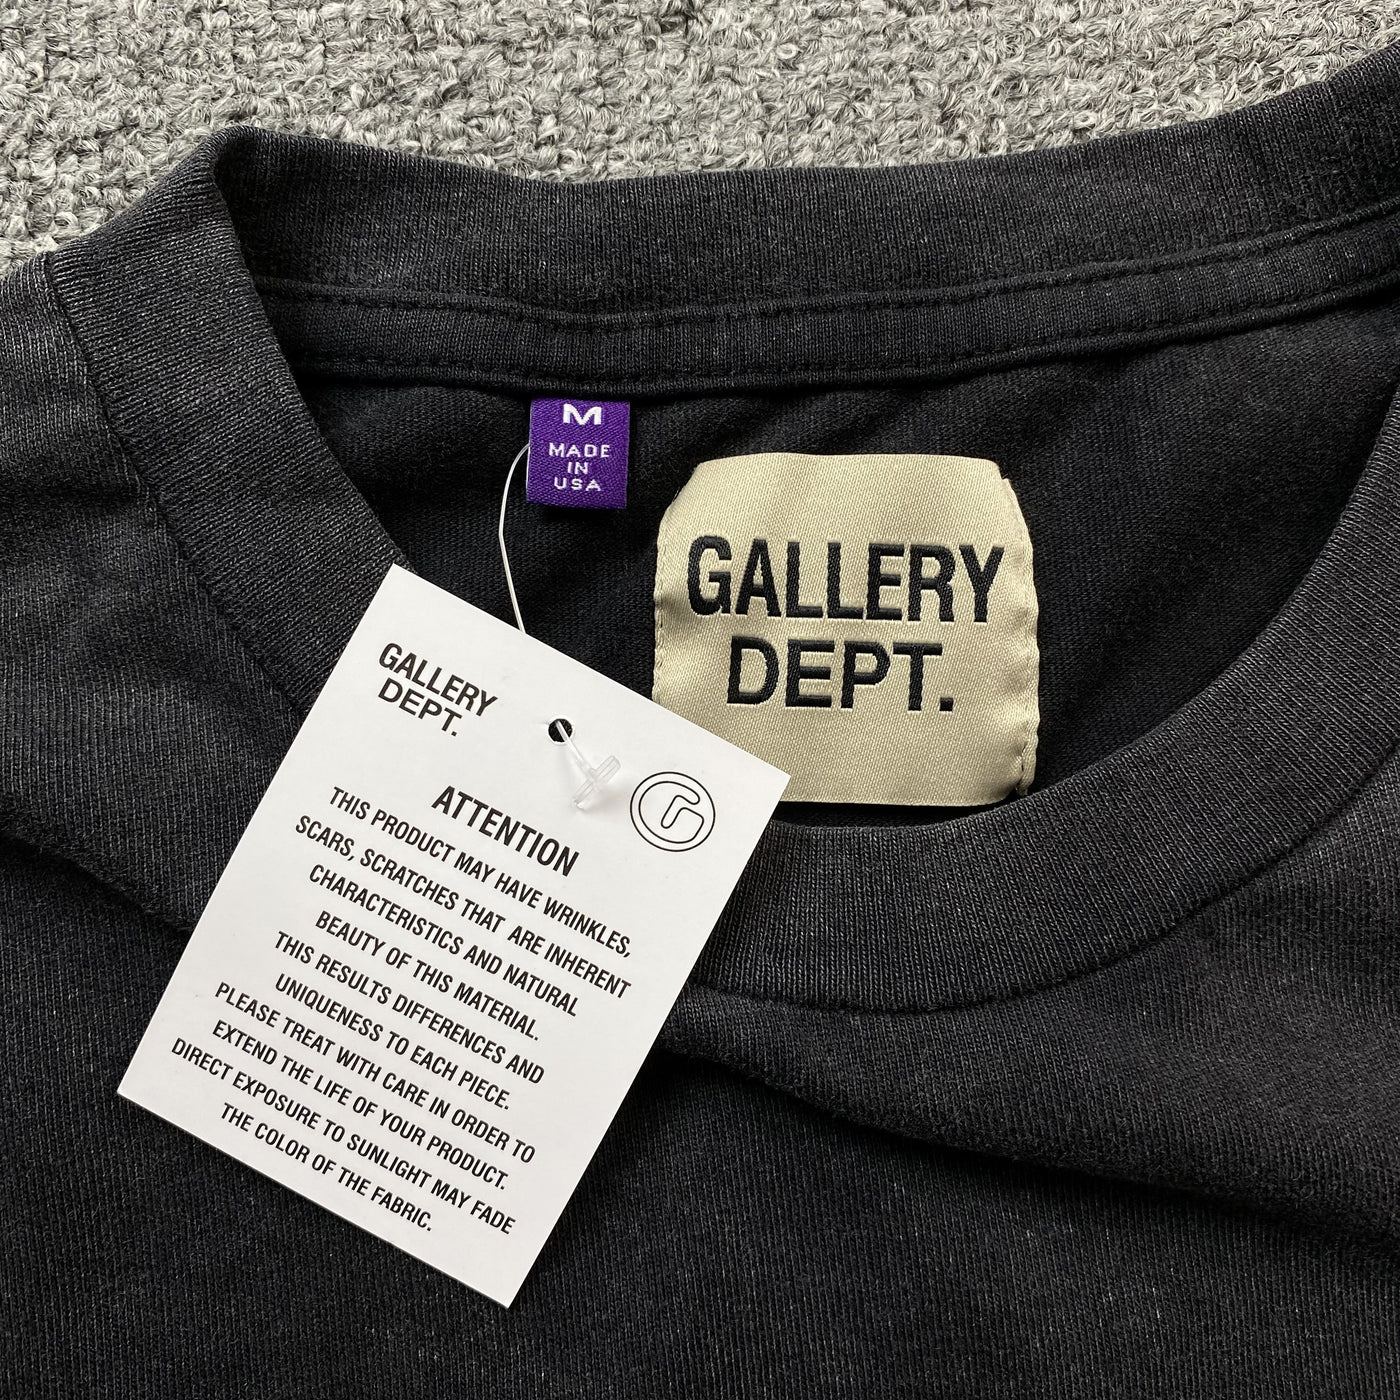 M
MADE
IN
USA
GALLERY
DEPT.
GALLERY
DEPT.
G
ATTENTION
THIS PRODUCT MAY HAVE WRINKLES,
SCARS, SCRATCHES THAT ARE INHERENT
CHARACTERISTICS AND NATURAL
BEAUTY OF THIS MATERIAL.
THIS RESULTS DIFFERENCES AND
UNIQUENESS TO EACH PIECE.
PLEASE TREAT WITH CARE IN ORDER TO
EXTEND THE LIFE OF YOUR PRODUCT.
DIRECT EXPOSURE TO SUNLIGHT MAY FADE
THE COLOR OF THE FABRIC.